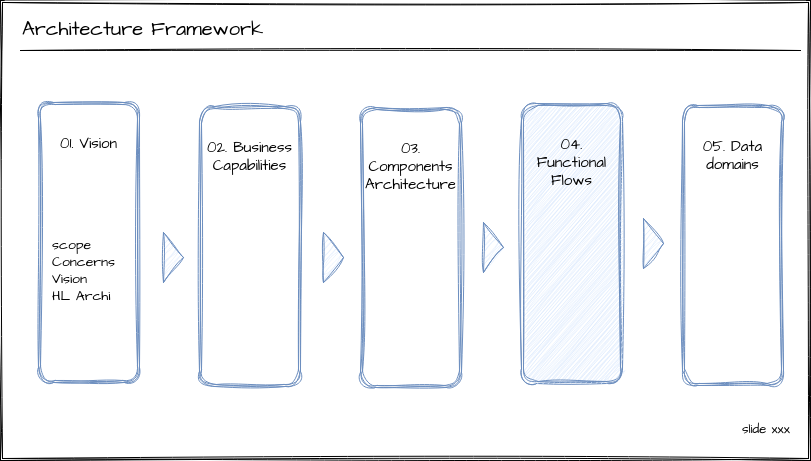 Architecture Framework
01. Vision
scope
Concerns
Vision
HL Archi
02. Business
Capabilities
03.
Components
Architecture
04.
Functional
Flows
05. Data
domains
slide xxx